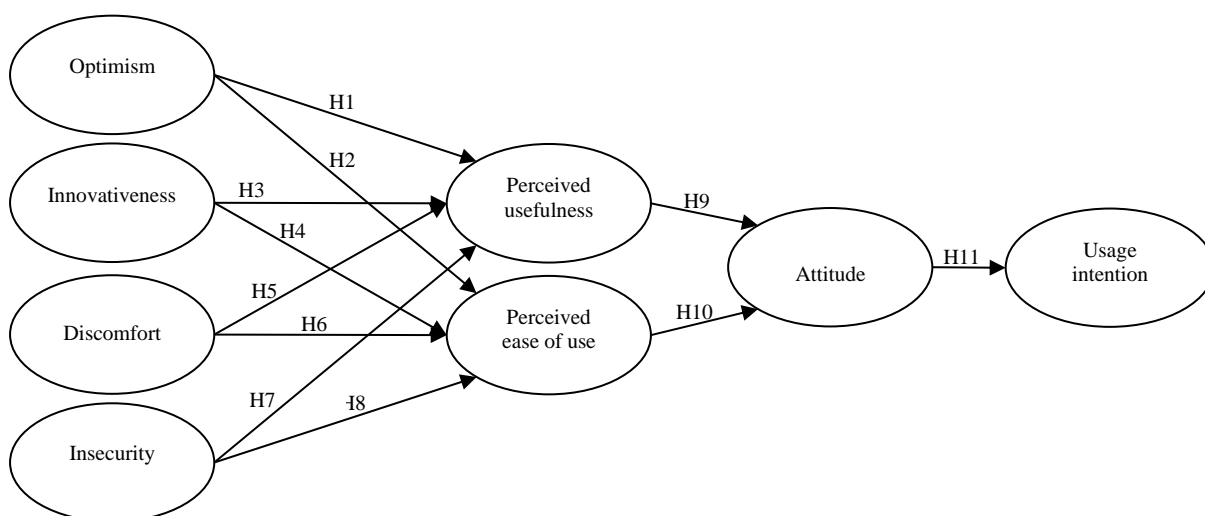 Optimism
H1
H2
Innovativeness
H3
H4
Perceived
usefulness
H9
Attitude
H11
Usage
intention
Discomfort
H5
H6
Perceived
ease of use
H10
H7
H8
Insecurity